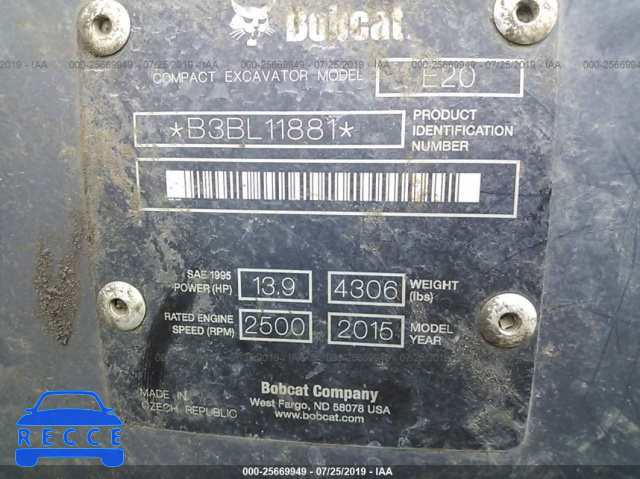 Bobcat.
COMPACT EXCAVATOR MODEL E20
*B3BL11881*
PRODUCT
IDENTIFICATION
NUMBER
SAE 1995
POWER (HP) 13.9
4306 WEIGHT
(lbs)
RATED ENGINE
SPEED (RPM) 2500
2015 MODEL
YEAR
Bobcat Company
West Fargo, ND 58078 USA
www.bobcat.com
MADE IN
CZECH REPUBLIC
RECCE
000-25669949 / 07/25/2019 - IAA